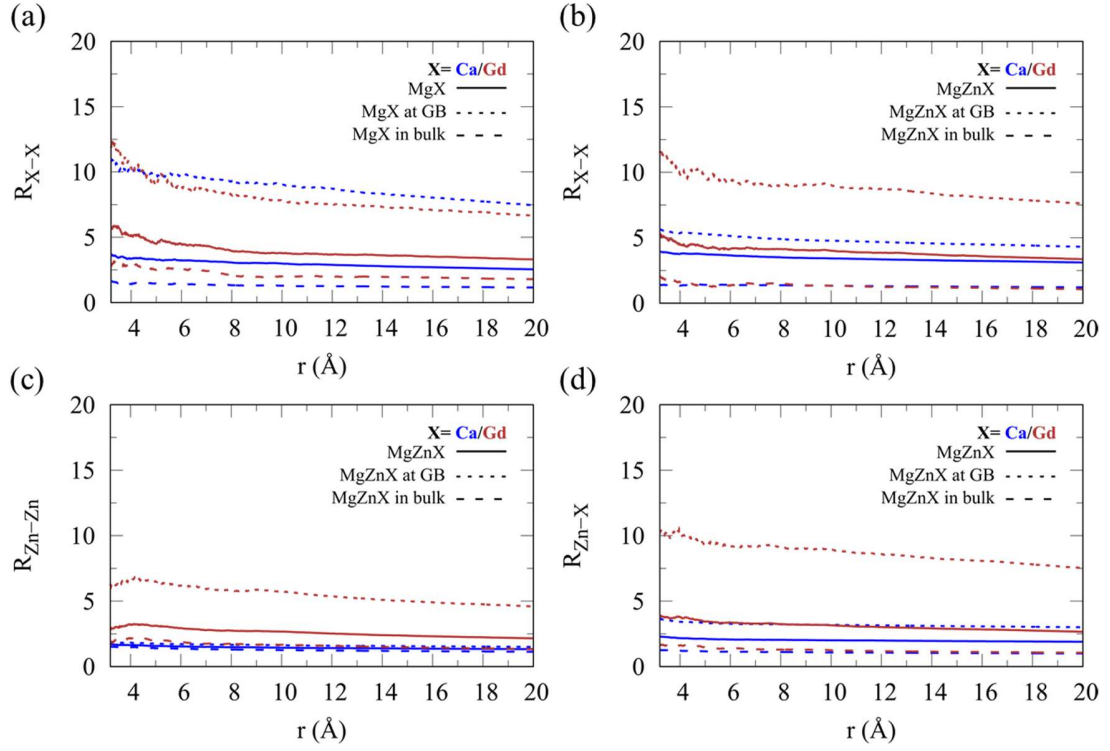 (a)
20
15
10
5
0
R_X−X
X= Ca/Gd
MgX
MgX at GB
MgX in bulk
4 6 8 10 12 14 16 18 20
r (Å)
(b)
20
15
10
5
0
R_X−X
X= Ca/Gd
MgZnX
MgZnX at GB
MgZnX in bulk
4 6 8 10 12 14 16 18 20
r (Å)
(c)
20
15
10
5
0
R_Zn−Zn
X= Ca/Gd
MgZnX
MgZnX at GB
MgZnX in bulk
4 6 8 10 12 14 16 18 20
r (Å)
(d)
20
15
10
5
0
R_Zn−X
X= Ca/Gd
MgZnX
MgZnX at GB
MgZnX in bulk
4 6 8 10 12 14 16 18 20
r (Å)